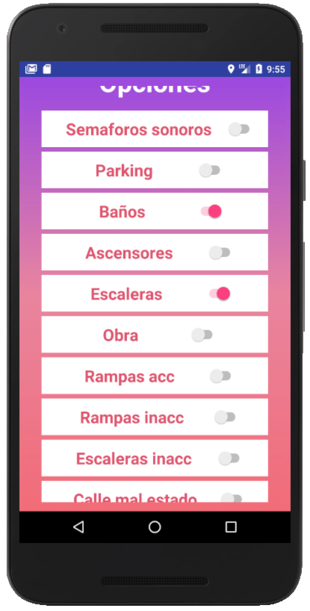 9:55
Opciones
Semaforos sonoros
Parking
Baños
Ascensores
Escaleras
Obra
Rampas acc
Rampas inacc
Escaleras inacc
Calle mal estado